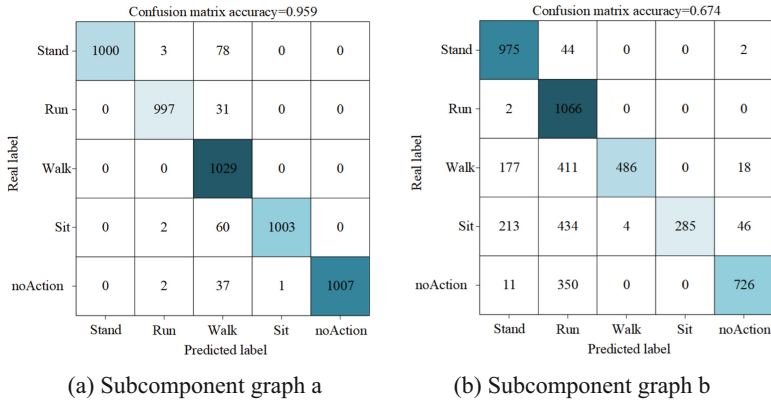 Confusion matrix accuracy=0.959
Real label
Stand 1000 3 78 0 0
Run 0 997 31 0 0
Walk 0 0 1029 0 0
Sit 0 2 60 1003 0
noAction 0 2 37 1 1007
Stand Run Walk Sit noAction
Predicted label
(a) Subcomponent graph a
Confusion matrix accuracy=0.674
Real label
Stand 975 44 0 0 2
Run 2 1066 0 0 0
Walk 177 411 486 0 18
Sit 213 434 4 285 46
noAction 11 350 0 0 726
Stand Run Walk Sit noAction
Predicted label
(b) Subcomponent graph b